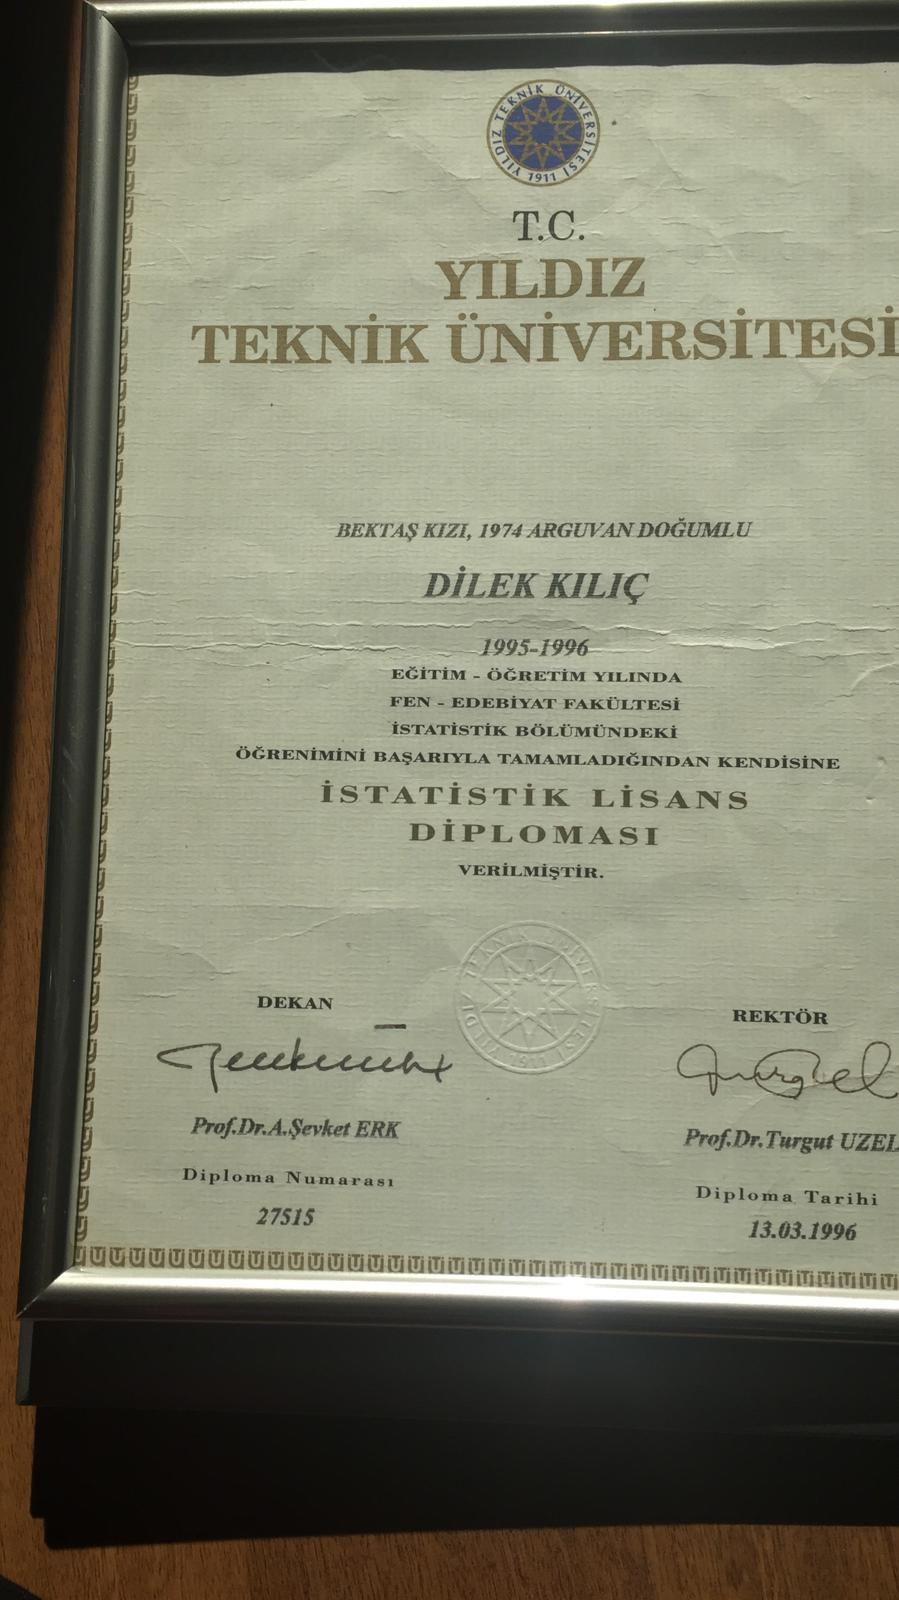 YILDIZ TEKNİK ÜNİVERSİTESİ 1911
T.C.
YILDIZ
TEKNİK ÜNİVERSİTESİ
BEKTAŞ KIZI, 1974 ARGUVAN DOĞUMLU
DİLEK KILIÇ
1995-1996
EĞİTİM - ÖĞRETİM YILINDA
FEN - EDEBİYAT FAKÜLTESİ
İSTATİSTİK BÖLÜMÜNDEKİ
ÖĞRENİMİNİ BAŞARIYLA TAMAMLADIĞINDAN KENDİSİNE
İSTATİSTİK LİSANS
DİPLOMASI
VERİLMİŞTİR.
DEKAN
REKTÖR
Prof.Dr.A.Şevket ERK
Prof.Dr.Turgut UZEL
Diploma Numarası
Diploma Tarihi
27515
13.03.1996